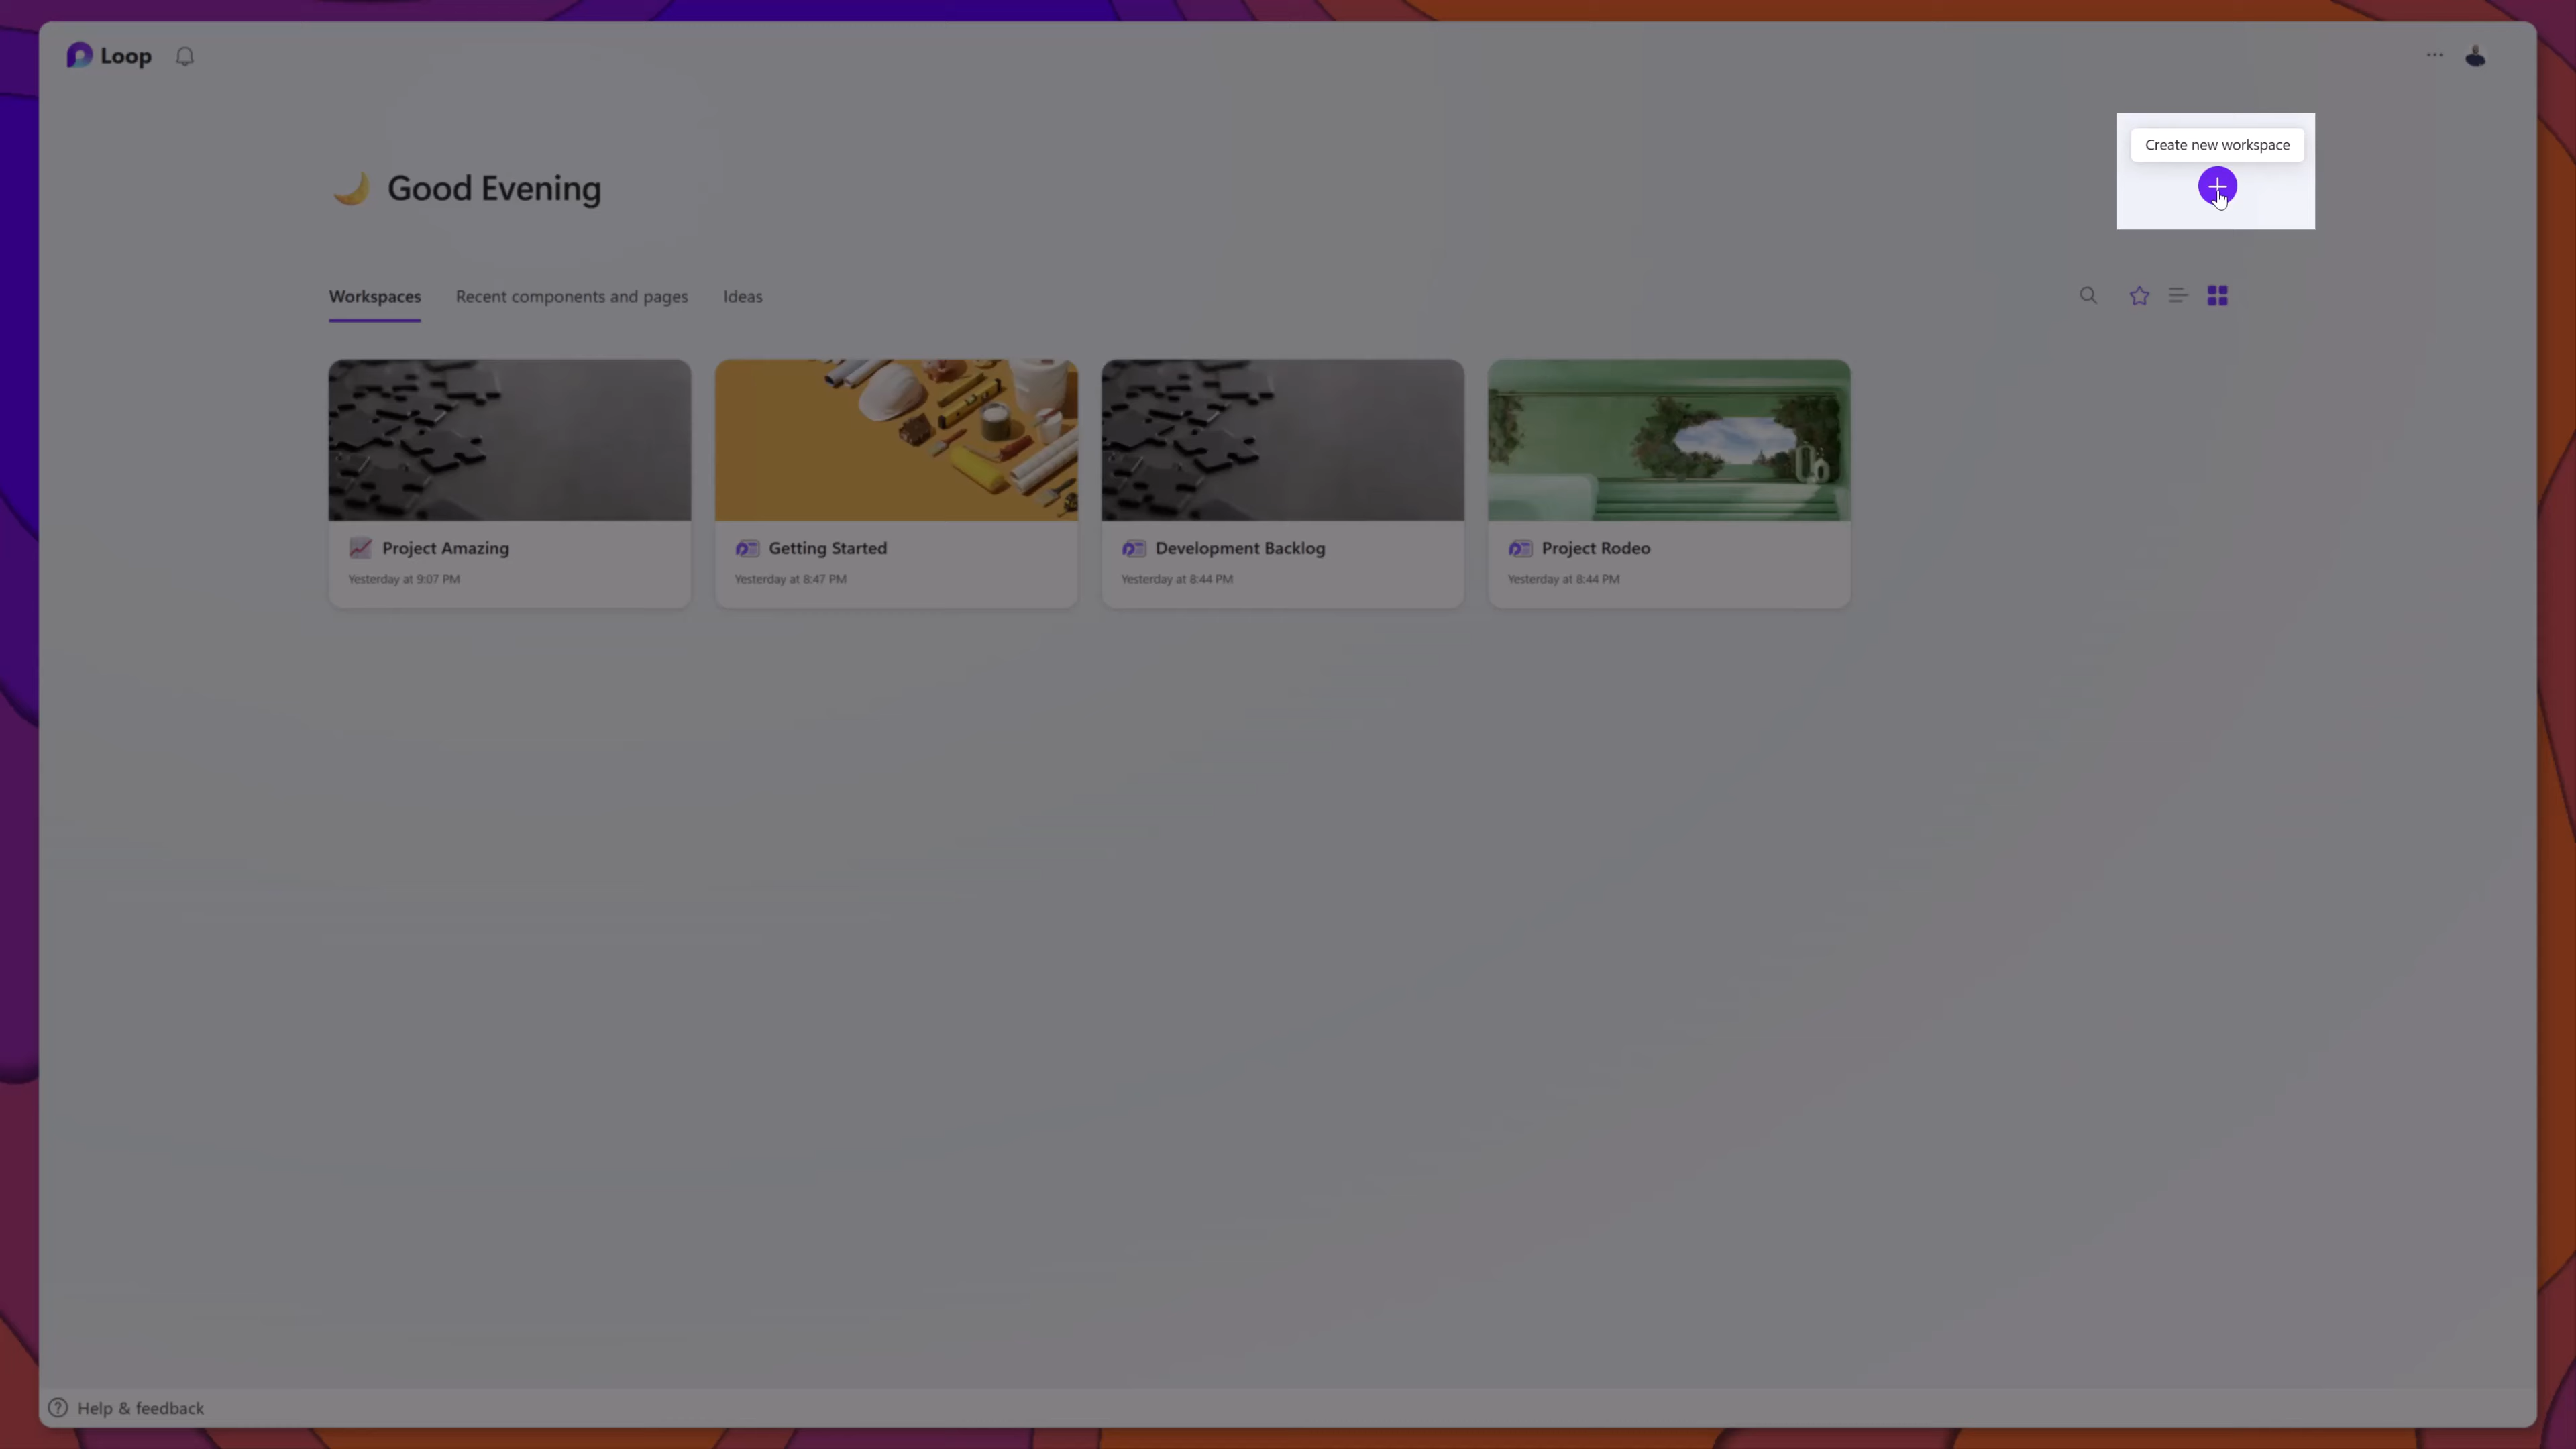 Loop
Create new workspace
Good Evening
Workspaces
Recent components and pages
Ideas
Project Amazing
Yesterday at 9:07 PM
Getting Started
Yesterday at 8:47 PM
Development Backlog
Yesterday at 8:44 PM
Project Rodeo
Yesterday at 8:44 PM
Help & feedback